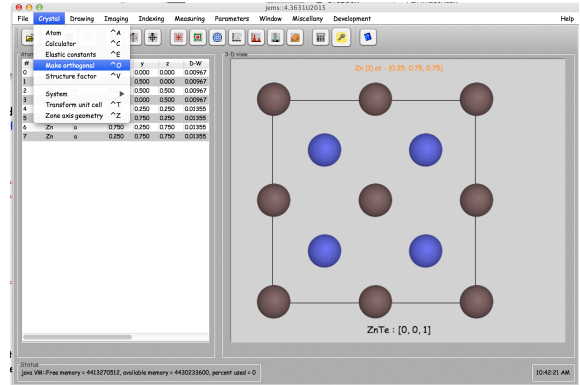 jems::4.3631U2015
File Crystal Drawing Imaging Indexing Measuring Parameters Window Miscellany Development Help
Atom ^A
Calculator ^C
Elastic constants ^E
Make orthogonal ^O
Structure factor ^V
System
Transform unit cell ^T
Zone axis geometry ^Z
# y z D-W
0 0.000 0.000 0.00967
1 0.500 0.00967
2 0.500 0.00967
3 0.000 0.500 0.00967
4 0.250 0.250 0.01355
5 0.750 0.250 0.01355
6 Zn a 0.750 0.250 0.750 0.01355
7 Zn a 0.250 0.750 0.750 0.01355
3-D view
Zn (1) at : (0.25, 0.75, 0.75)
ZnTe : [0, 0, 1]
Status
java VM: Free memory = 4413270512, available memory = 4430233600, percent used = 0
10:42:21 AM